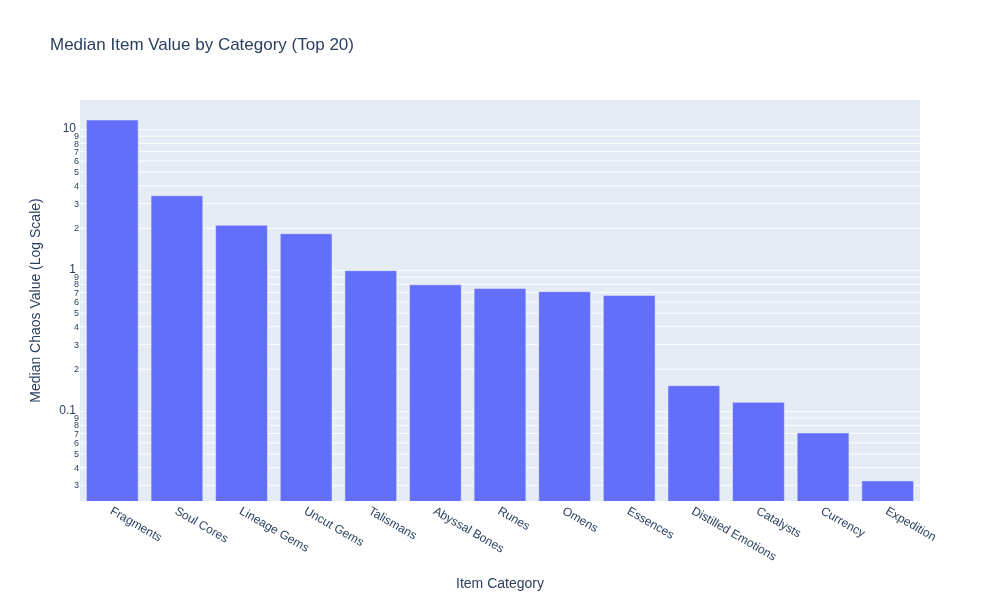 Median Item Value by Category (Top 20)
Median Chaos Value (Log Scale)
10
9
8
7
6
5
4
3
2
1
9
8
7
6
5
4
3
2
0.1
9
8
7
6
5
4
3
Fragments
Soul Cores
Lineage Gems
Uncut Gems
Talismans
Abyssal Bones
Runes
Omens
Essences
Distilled Emotions
Catalysts
Currency
Expedition
Item Category